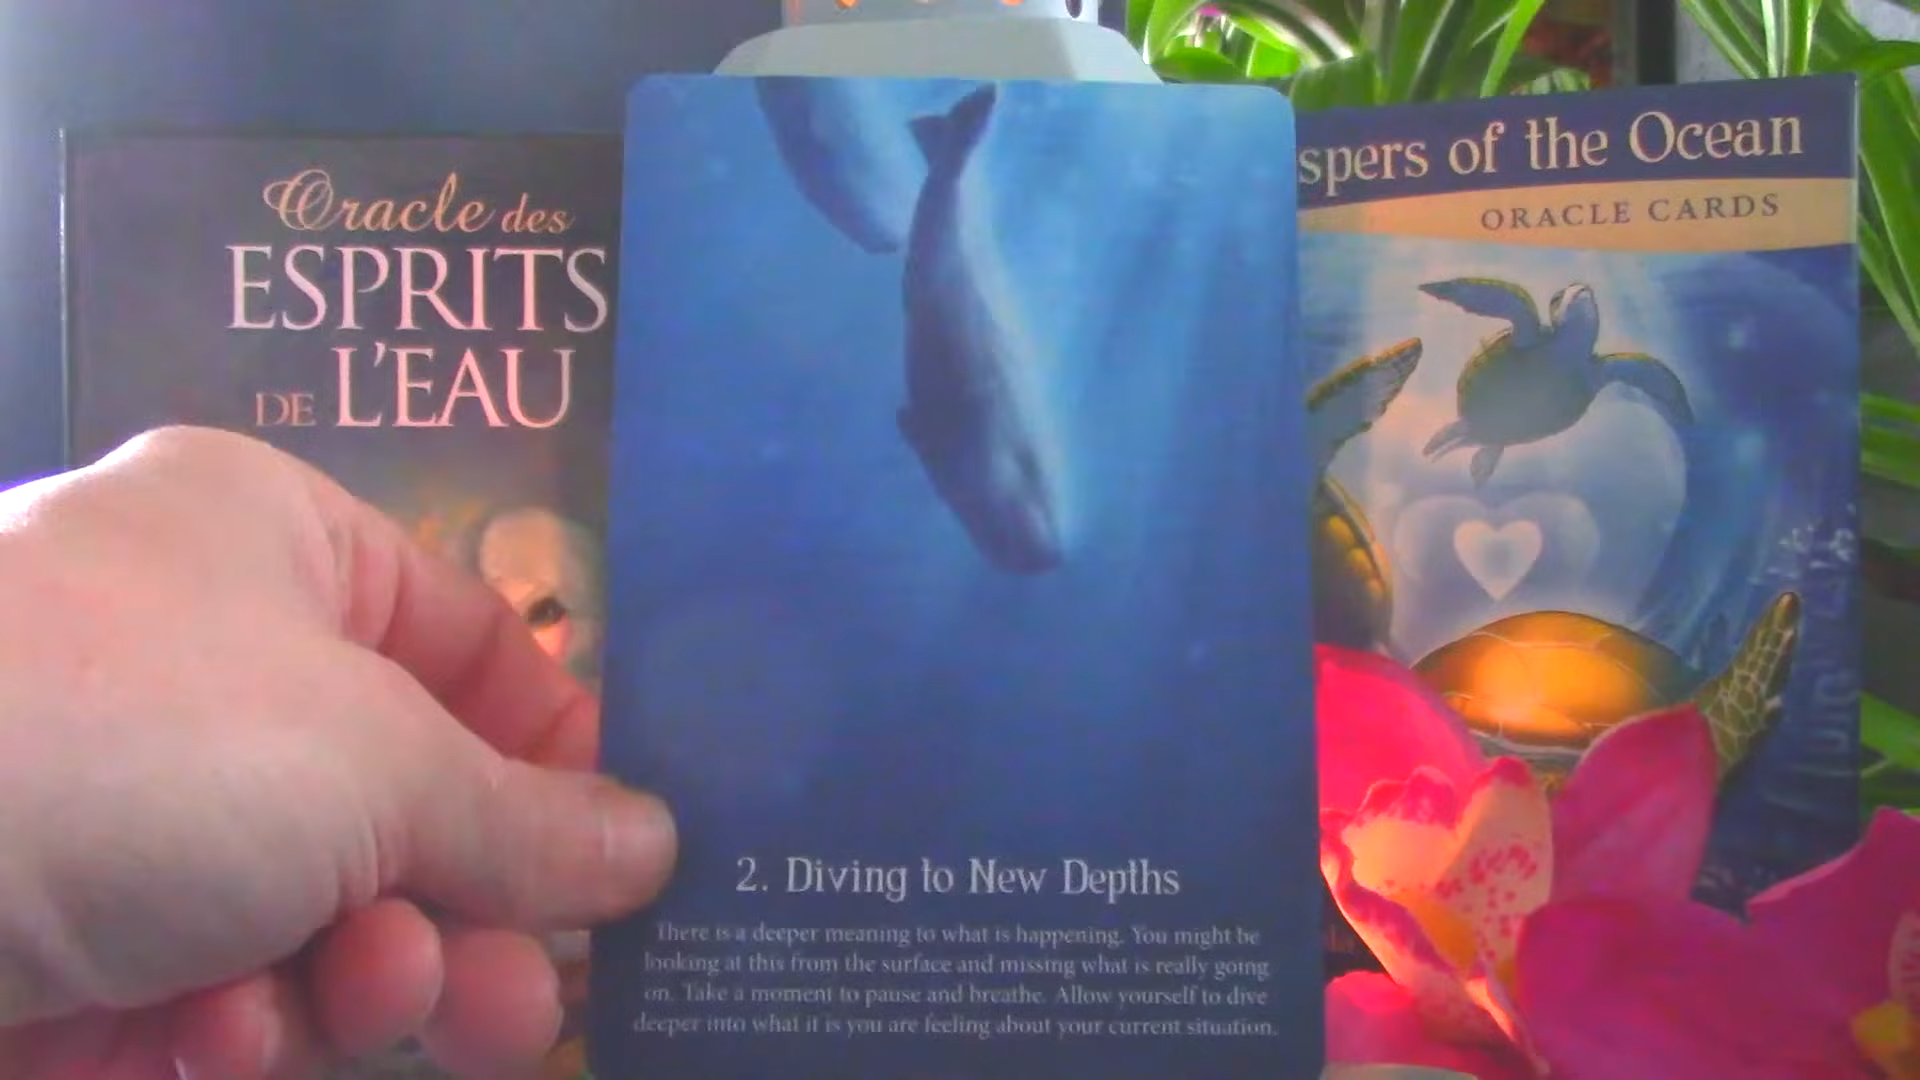 Oracle des
ESPRITS
DE L'EAU
spers of the Ocean
ORACLE CARDS
2. Diving to New Depths
There is a deeper meaning to what is happening. You might be
looking at this from the surface and missing what is really going
on. Take a moment to pause and breathe. Allow yourself to dive
deeper into what it is you are feeling about your current situation.